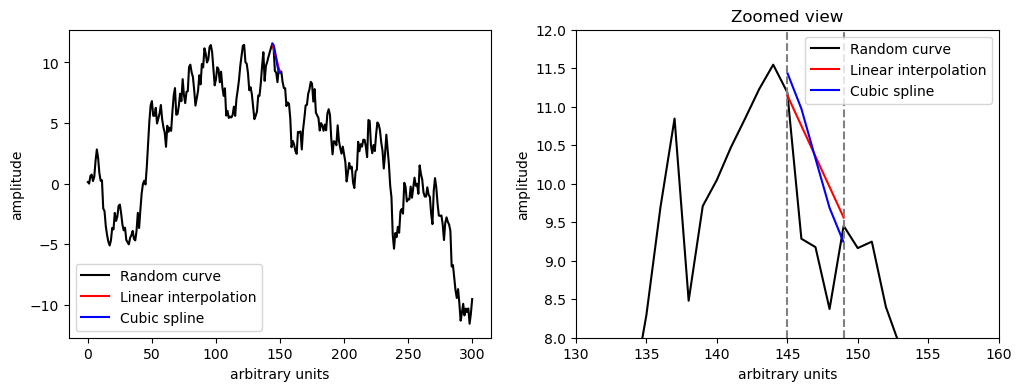 amplitude
10
5
0
−5
−10
Random curve
Linear interpolation
Cubic spline
0
50
100
150
200
250
300
arbitrary units
Zoomed view
amplitude
12.0
11.5
11.0
10.5
10.0
9.5
9.0
8.5
8.0
Random curve
Linear interpolation
Cubic spline
130
135
140
145
150
155
160
arbitrary units